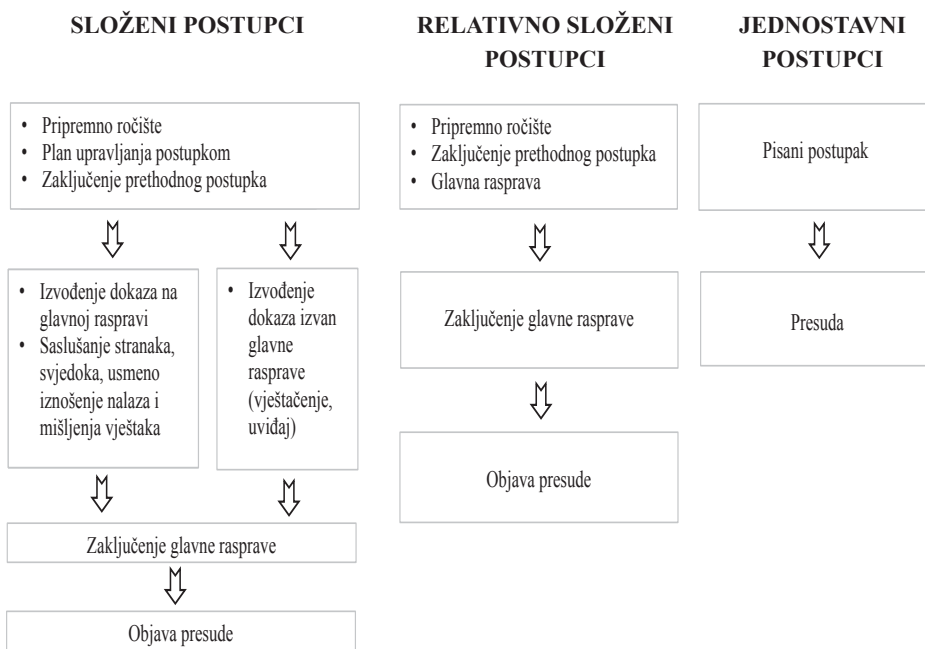 SLOŽENI POSTUPCI
• Pripremno ročište
• Plan upravljanja postupkom
• Zaključenje prethodnog postupka
• Izvođenje dokaza na
glavnoj raspravi
• Saslušanje stranaka,
svjedoka, usmeno
iznošenje nalaza i
mišljenja vještaka
• Izvođenje
dokaza izvan
glavne
rasprave
(vještačenje,
uviđaj)
Zaključenje glavne rasprave
Objava presude
RELATIVNO SLOŽENI
POSTUPCI
• Pripremno ročište
• Zaključenje prethodnog postupka
• Glavna rasprava
Zaključenje glavne rasprave
Objava presude
JEDNOSTAVNI
POSTUPCI
Pisani postupak
Presuda